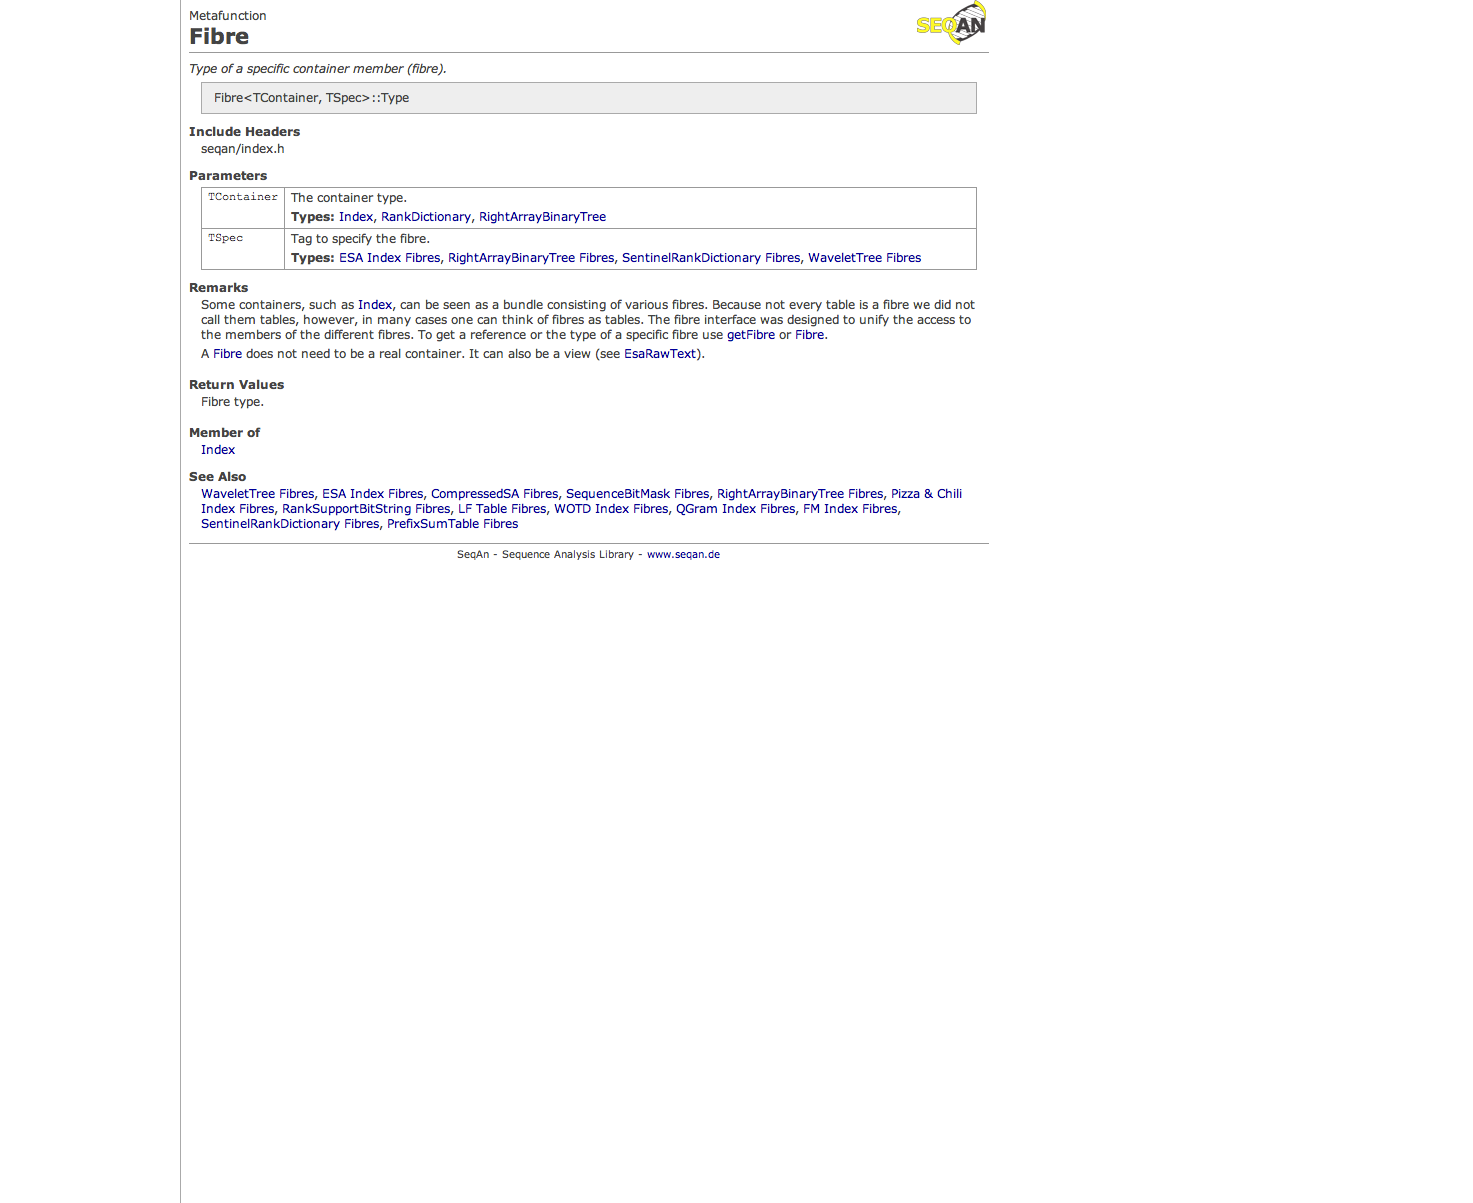 Metafunction
Fibre
SEQAN
Type of a specific container member (fibre).
Fibre<TContainer, TSpec>::Type
Include Headers
seqan/index.h
Parameters
TContainer The container type.
Types: Index, RankDictionary, RightArrayBinaryTree
TSpec Tag to specify the fibre.
Types: ESA Index Fibres, RightArrayBinaryTree Fibres, SentinelRankDictionary Fibres, WaveletTree Fibres
Remarks
Some containers, such as Index, can be seen as a bundle consisting of various fibres. Because not every table is a fibre we did not
call them tables, however, in many cases one can think of fibres as tables. The fibre interface was designed to unify the access to
the members of the different fibres. To get a reference or the type of a specific fibre use getFibre or Fibre.
A Fibre does not need to be a real container. It can also be a view (see EsaRawText).
Return Values
Fibre type.
Member of
Index
See Also
WaveletTree Fibres, ESA Index Fibres, CompressedSA Fibres, SequenceBitMask Fibres, RightArrayBinaryTree Fibres, Pizza & Chili
Index Fibres, RankSupportBitString Fibres, LF Table Fibres, WOTD Index Fibres, QGram Index Fibres, FM Index Fibres,
SentinelRankDictionary Fibres, PrefixSumTable Fibres
SeqAn - Sequence Analysis Library - www.seqan.de